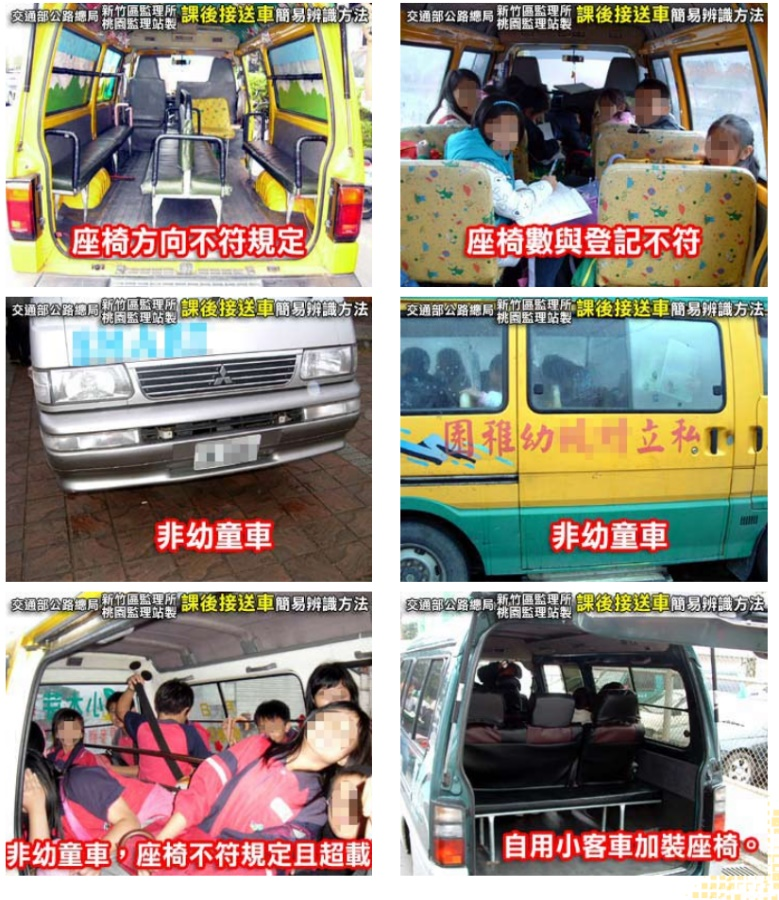 交通部公路總局 新竹區監理所 桃園監理站製 課後接送車簡易辨識方法
座椅方向不符規定
交通部公路總局 新竹區監理所 桃園監理站製 課後接送車簡易辨識方法
座椅數與登記不符
交通部公路總局 新竹區監理所 桃園監理站製 課後接送車簡易辨識方法
非幼童車
交通部公路總局 新竹區監理所 桃園監理站製 課後接送車簡易辨識方法
私立 幼稚園
非幼童車
交通部公路總局 新竹區監理所 桃園監理站製 課後接送車簡易辨識方法
非幼童車，座椅不符規定且超載
交通部公路總局 新竹區監理所 桃園監理站製 課後接送車簡易辨識方法
自用小客車加裝座椅。